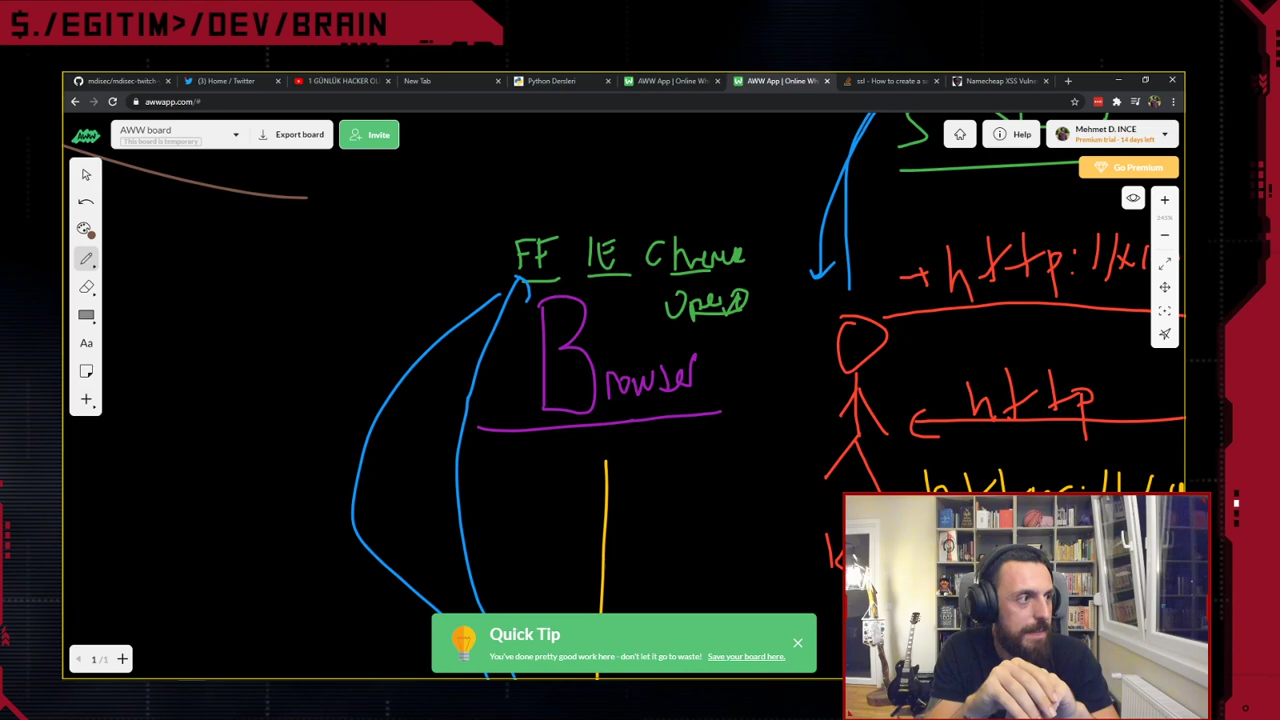 $./EGITIM>/DEV/BRAIN
mdisec/mdisec-twitch-
(3) Home / Twitter
1 GÜNLÜK HACKER OL
New Tab
Python Dersleri
AWW App | Online Wh
AWW App | Online Wh
ssl - How to create a se
Namecheap XSS Vulne
awwapp.com/#
AWW board
This board is temporary
Export board
Invite
Help
Mehmet D. INCE
Premium trial - 14 days left
Go Premium
245%
FF IE Chrome
Opera
Browser
http://
http
Aa
1/1
Quick Tip
You've done pretty good work here - don't let it go to waste! Save your board here.